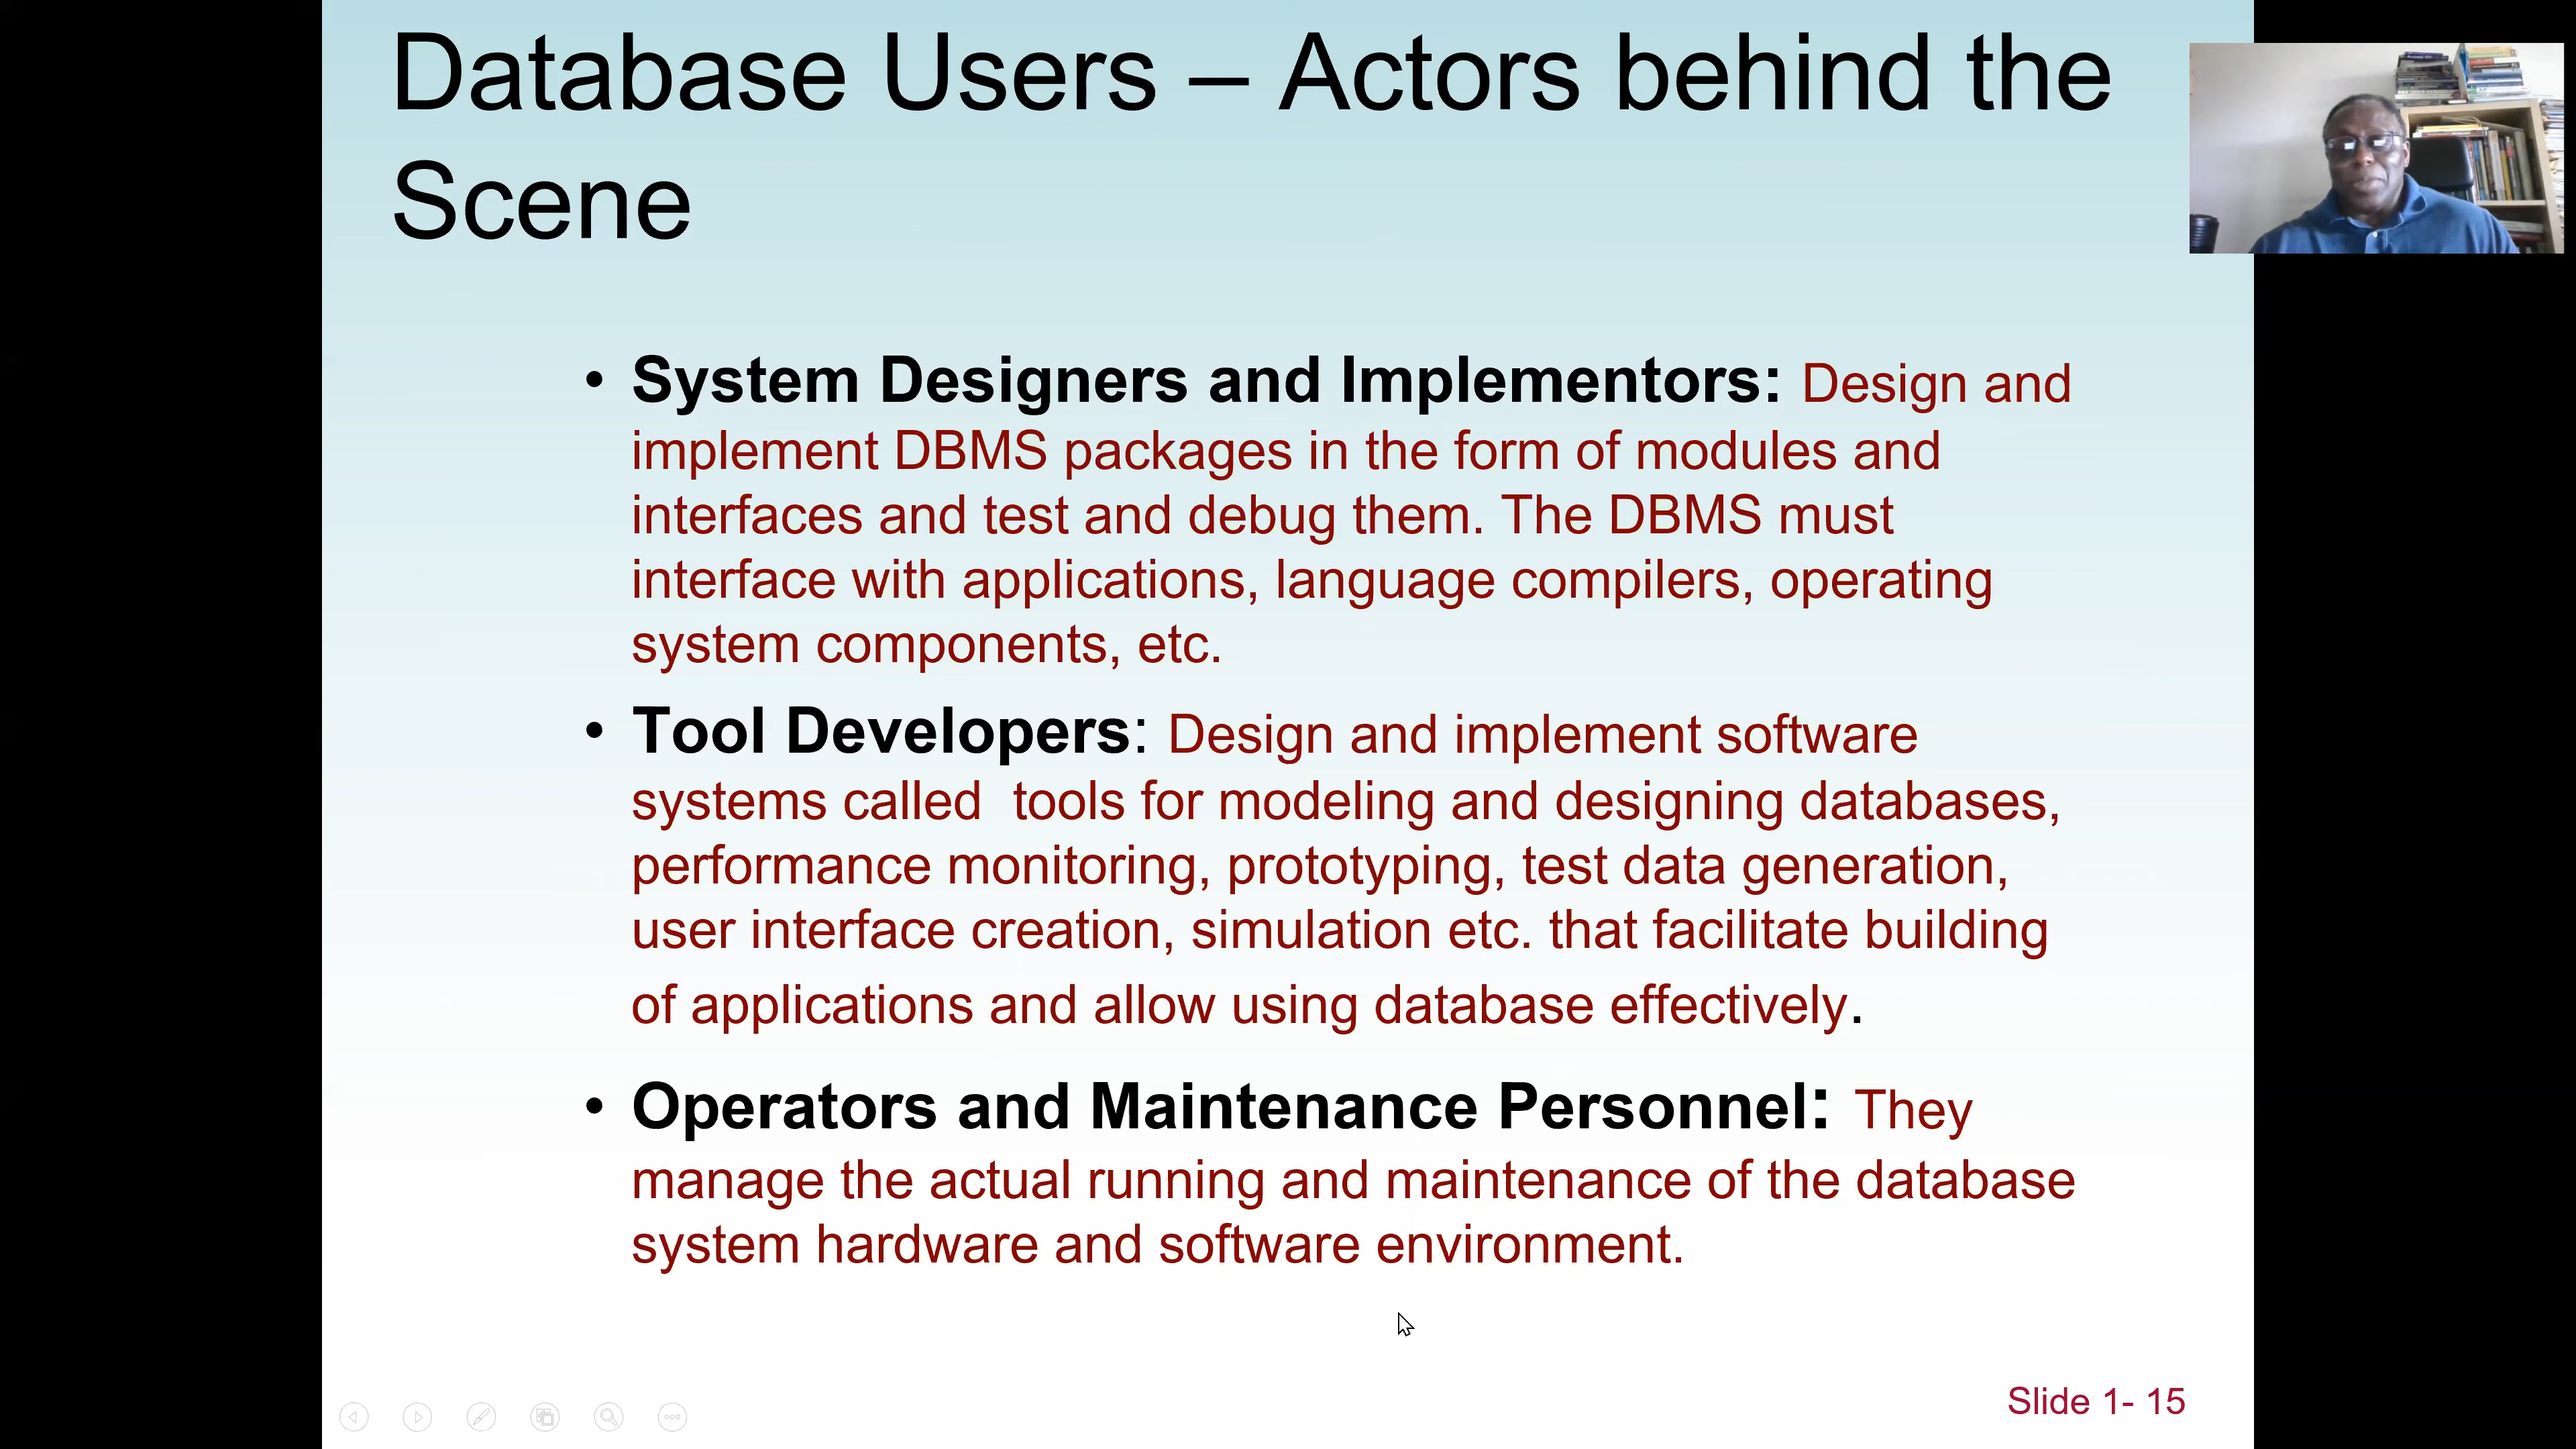 Database Users – Actors behind the
Scene
• System Designers and Implementors: Design and
implement DBMS packages in the form of modules and
interfaces and test and debug them. The DBMS must
interface with applications, language compilers, operating
system components, etc.
• Tool Developers: Design and implement software
systems called  tools for modeling and designing databases,
performance monitoring, prototyping, test data generation,
user interface creation, simulation etc. that facilitate building
of applications and allow using database effectively.
• Operators and Maintenance Personnel: They
manage the actual running and maintenance of the database
system hardware and software environment.
Slide 1- 15